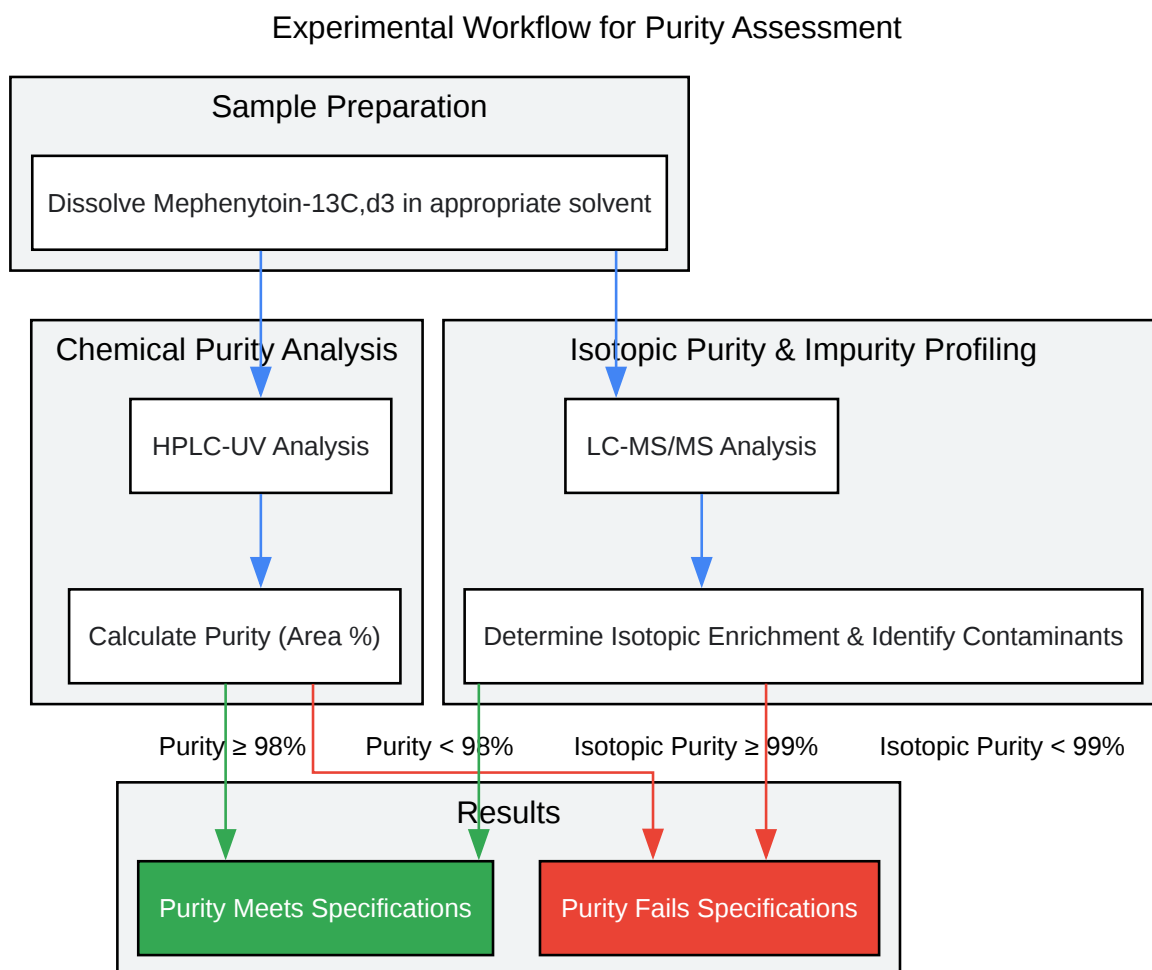 Experimental Workflow for Purity Assessment
Sample Preparation
Dissolve Mephenytoin-13C,d3 in appropriate solvent
Chemical Purity Analysis
Isotopic Purity & Impurity Profiling
HPLC-UV Analysis
LC-MS/MS Analysis
Calculate Purity (Area %)
Determine Isotopic Enrichment & Identify Contaminants
Purity ≥ 98%
Purity < 98%
Isotopic Purity ≥ 99%
Isotopic Purity < 99%
Results
Purity Meets Specifications
Purity Fails Specifications